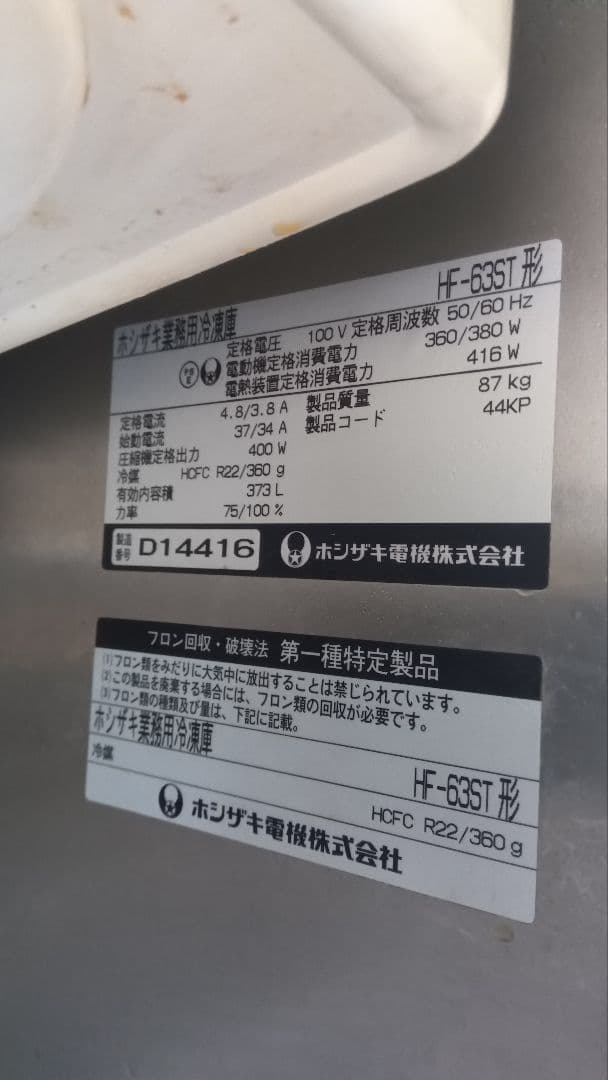 ホシザキ業務用冷凍庫 HF-63ST 形
定格電圧 100 V 定格周波数 50/60 Hz
電動機定格消費電力 360/380 W
電熱装置定格消費電力 416 W
定格電流 4.8/3.8 A 製品質量 87 kg
始動電流 37/34 A 製品コード 44KP
圧縮機定格出力 400 W
冷媒 HCFC R22/360 g
有効内容積 373 L
力率 75/100 %
製造番号 D14416 ホシザキ電機株式会社
フロン回収・破壊法 第一種特定製品
(1)フロン類をみだりに大気中に放出することは禁じられています。
(2)この製品を廃棄する場合には、フロン類の回収が必要です。
(3)フロン類の種類及び量は、下記に記載。
ホシザキ業務用冷凍庫 HF-63ST 形
冷媒 HCFC R22/360 g
ホシザキ電機株式会社